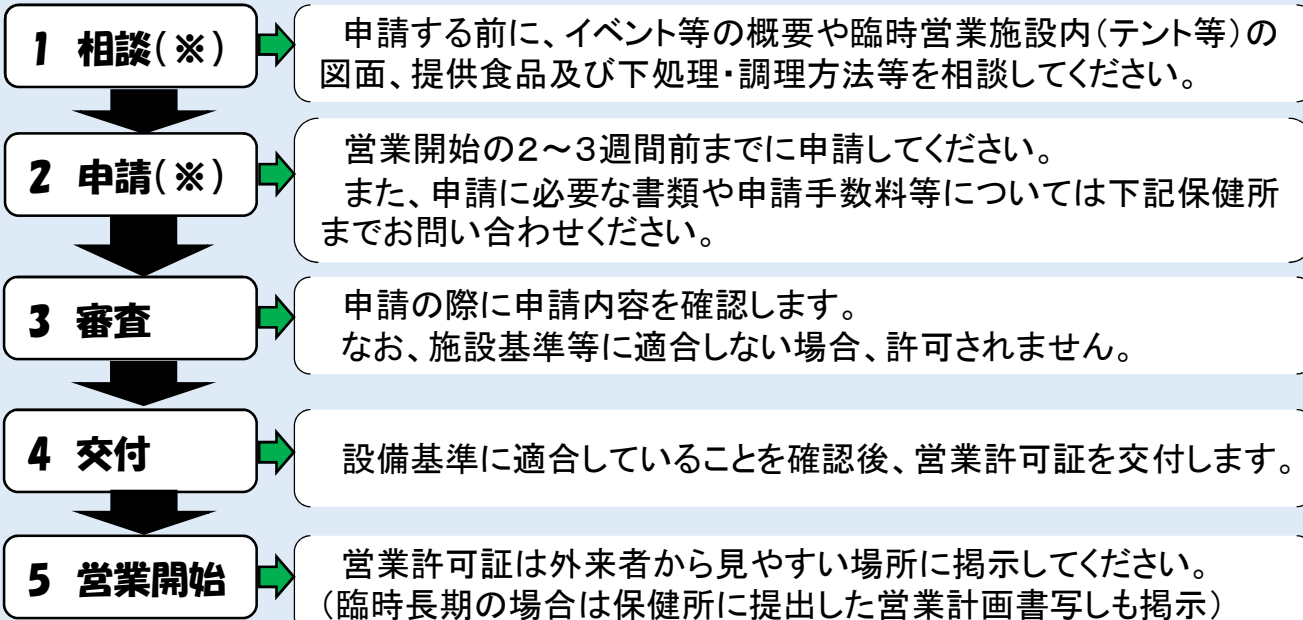 1 相談(※)
申請する前に、イベント等の概要や臨時営業施設内(テント等)の
図面、提供食品及び下処理・調理方法等を相談してください。
2 申請(※)
営業開始の2~3週間前までに申請してください。
また、申請に必要な書類や申請手数料等については下記保健所
までお問い合わせください。
3 審査
申請の際に申請内容を確認します。
なお、施設基準等に適合しない場合、許可されません。
4 交付
設備基準に適合していることを確認後、営業許可証を交付します。
5 営業開始
営業許可証は外来者から見やすい場所に掲示してください。
(臨時長期の場合は保健所に提出した営業計画書写しも掲示)